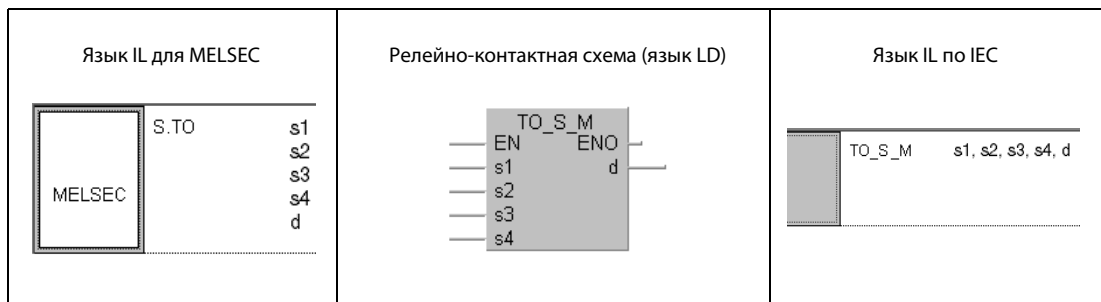 Язык IL для MELSEC
MELSEC
S.TO s1
s2
s3
s4
d
Релейно-контактная схема (язык LD)
TO_S_M
EN ENO
s1 d
s2
s3
s4
Язык IL по IEC
TO_S_M s1, s2, s3, s4, d